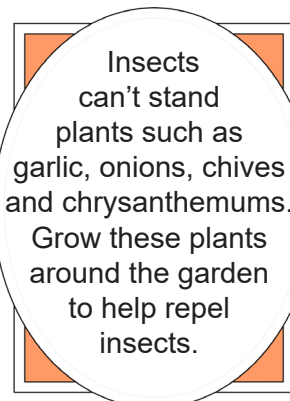 Insects
can’t stand
plants such as
garlic, onions, chives
and chrysanthemums.
Grow these plants
around the garden
to help repel
insects.